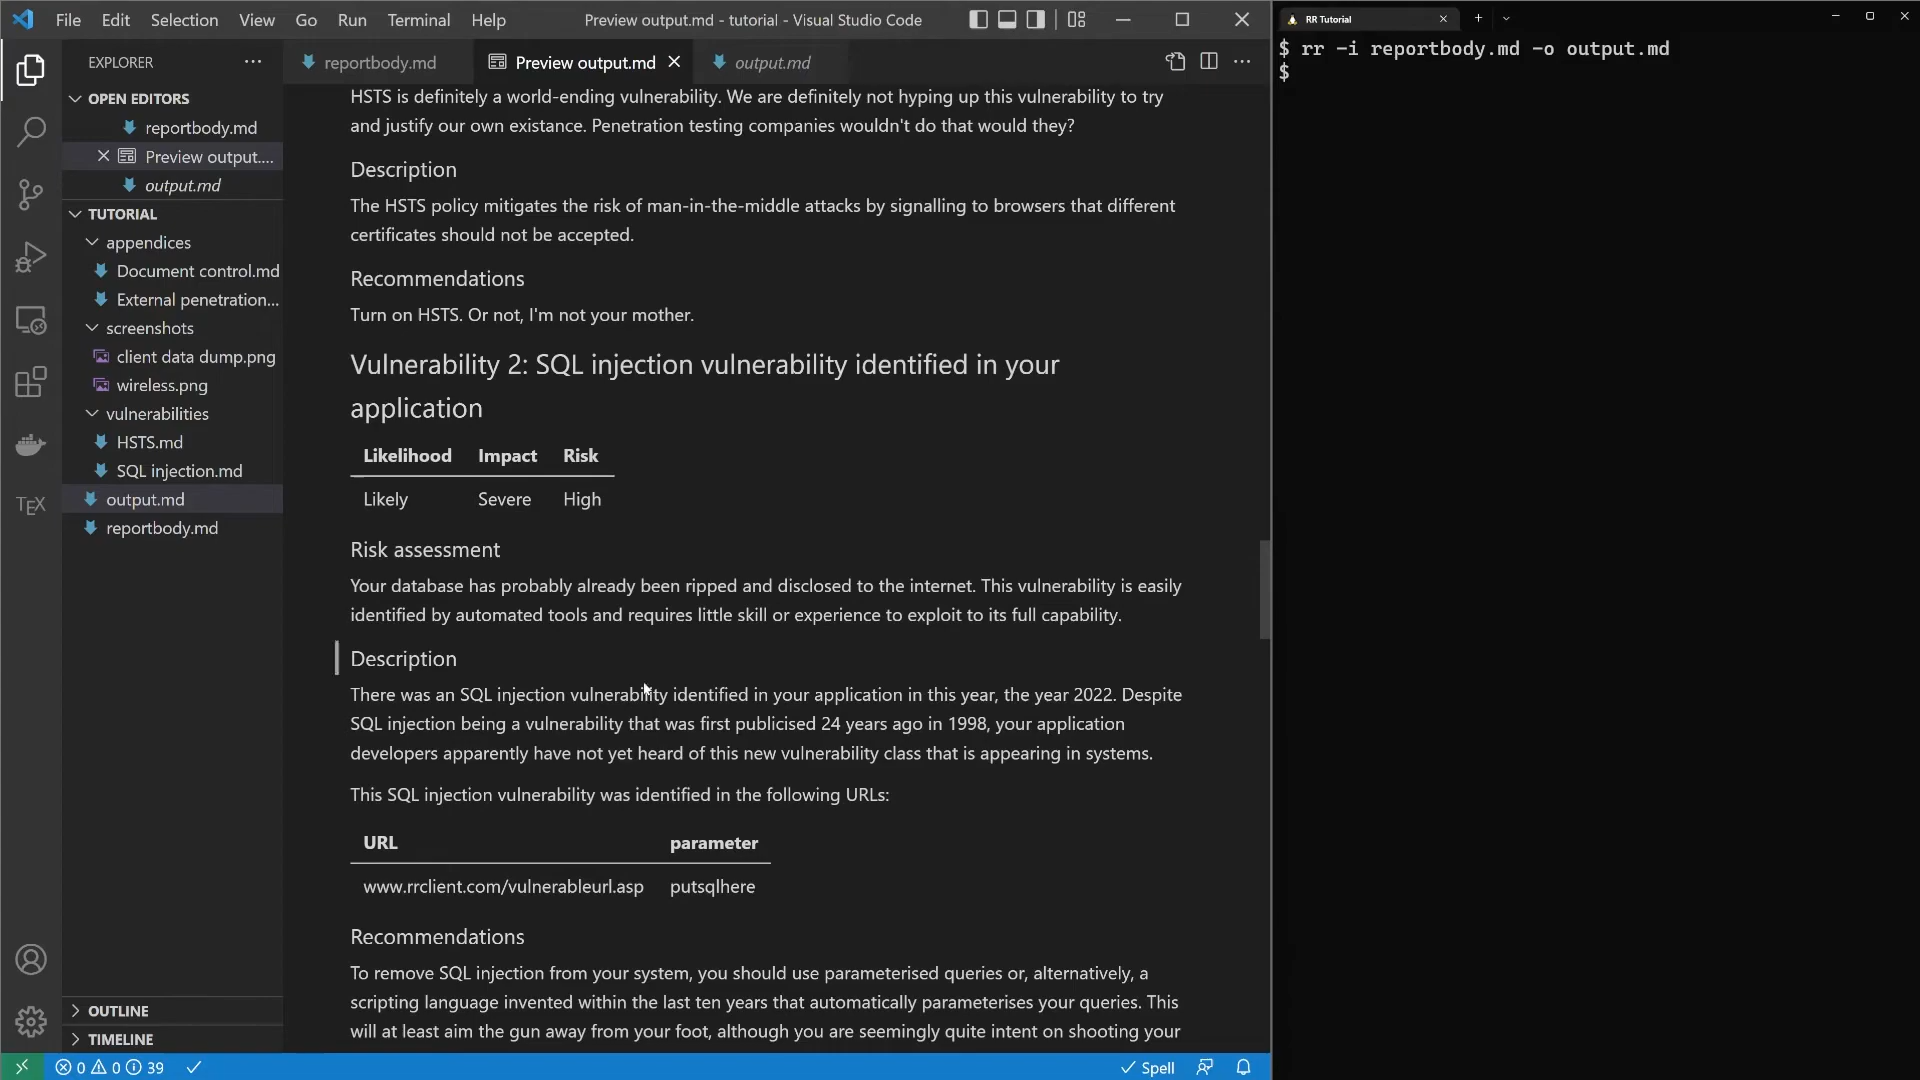 File Edit Selection View Go Run Terminal Help
Preview output.md - tutorial - Visual Studio Code
EXPLORER
OPEN EDITORS
reportbody.md
Preview output....
output.md
TUTORIAL
appendices
Document control.md
External penetration...
screenshots
client data dump.png
wireless.png
vulnerabilities
HSTS.md
SQL injection.md
output.md
reportbody.md
OUTLINE
TIMELINE
TEX
reportbody.md Preview output.md output.md
HSTS is definitely a world-ending vulnerability. We are definitely not hyping up this vulnerability to try
and justify our own existance. Penetration testing companies wouldn't do that would they?
Description
The HSTS policy mitigates the risk of man-in-the-middle attacks by signalling to browsers that different
certificates should not be accepted.
Recommendations
Turn on HSTS. Or not, I'm not your mother.
Vulnerability 2: SQL injection vulnerability identified in your
application
Likelihood Impact Risk
Likely Severe High
Risk assessment
Your database has probably already been ripped and disclosed to the internet. This vulnerability is easily
identified by automated tools and requires little skill or experience to exploit to its full capability.
Description
There was an SQL injection vulnerability identified in your application in this year, the year 2022. Despite
SQL injection being a vulnerability that was first publicised 24 years ago in 1998, your application
developers apparently have not yet heard of this new vulnerability class that is appearing in systems.
This SQL injection vulnerability was identified in the following URLs:
URL parameter
www.rrclient.com/vulnerableurl.asp putsqlhere
Recommendations
To remove SQL injection from your system, you should use parameterised queries or, alternatively, a
scripting language invented within the last ten years that automatically parameterises your queries. This
will at least aim the gun away from your foot, although you are seemingly quite intent on shooting your
0 0 39
Spell
RR Tutorial
$ rr -i reportbody.md -o output.md
$